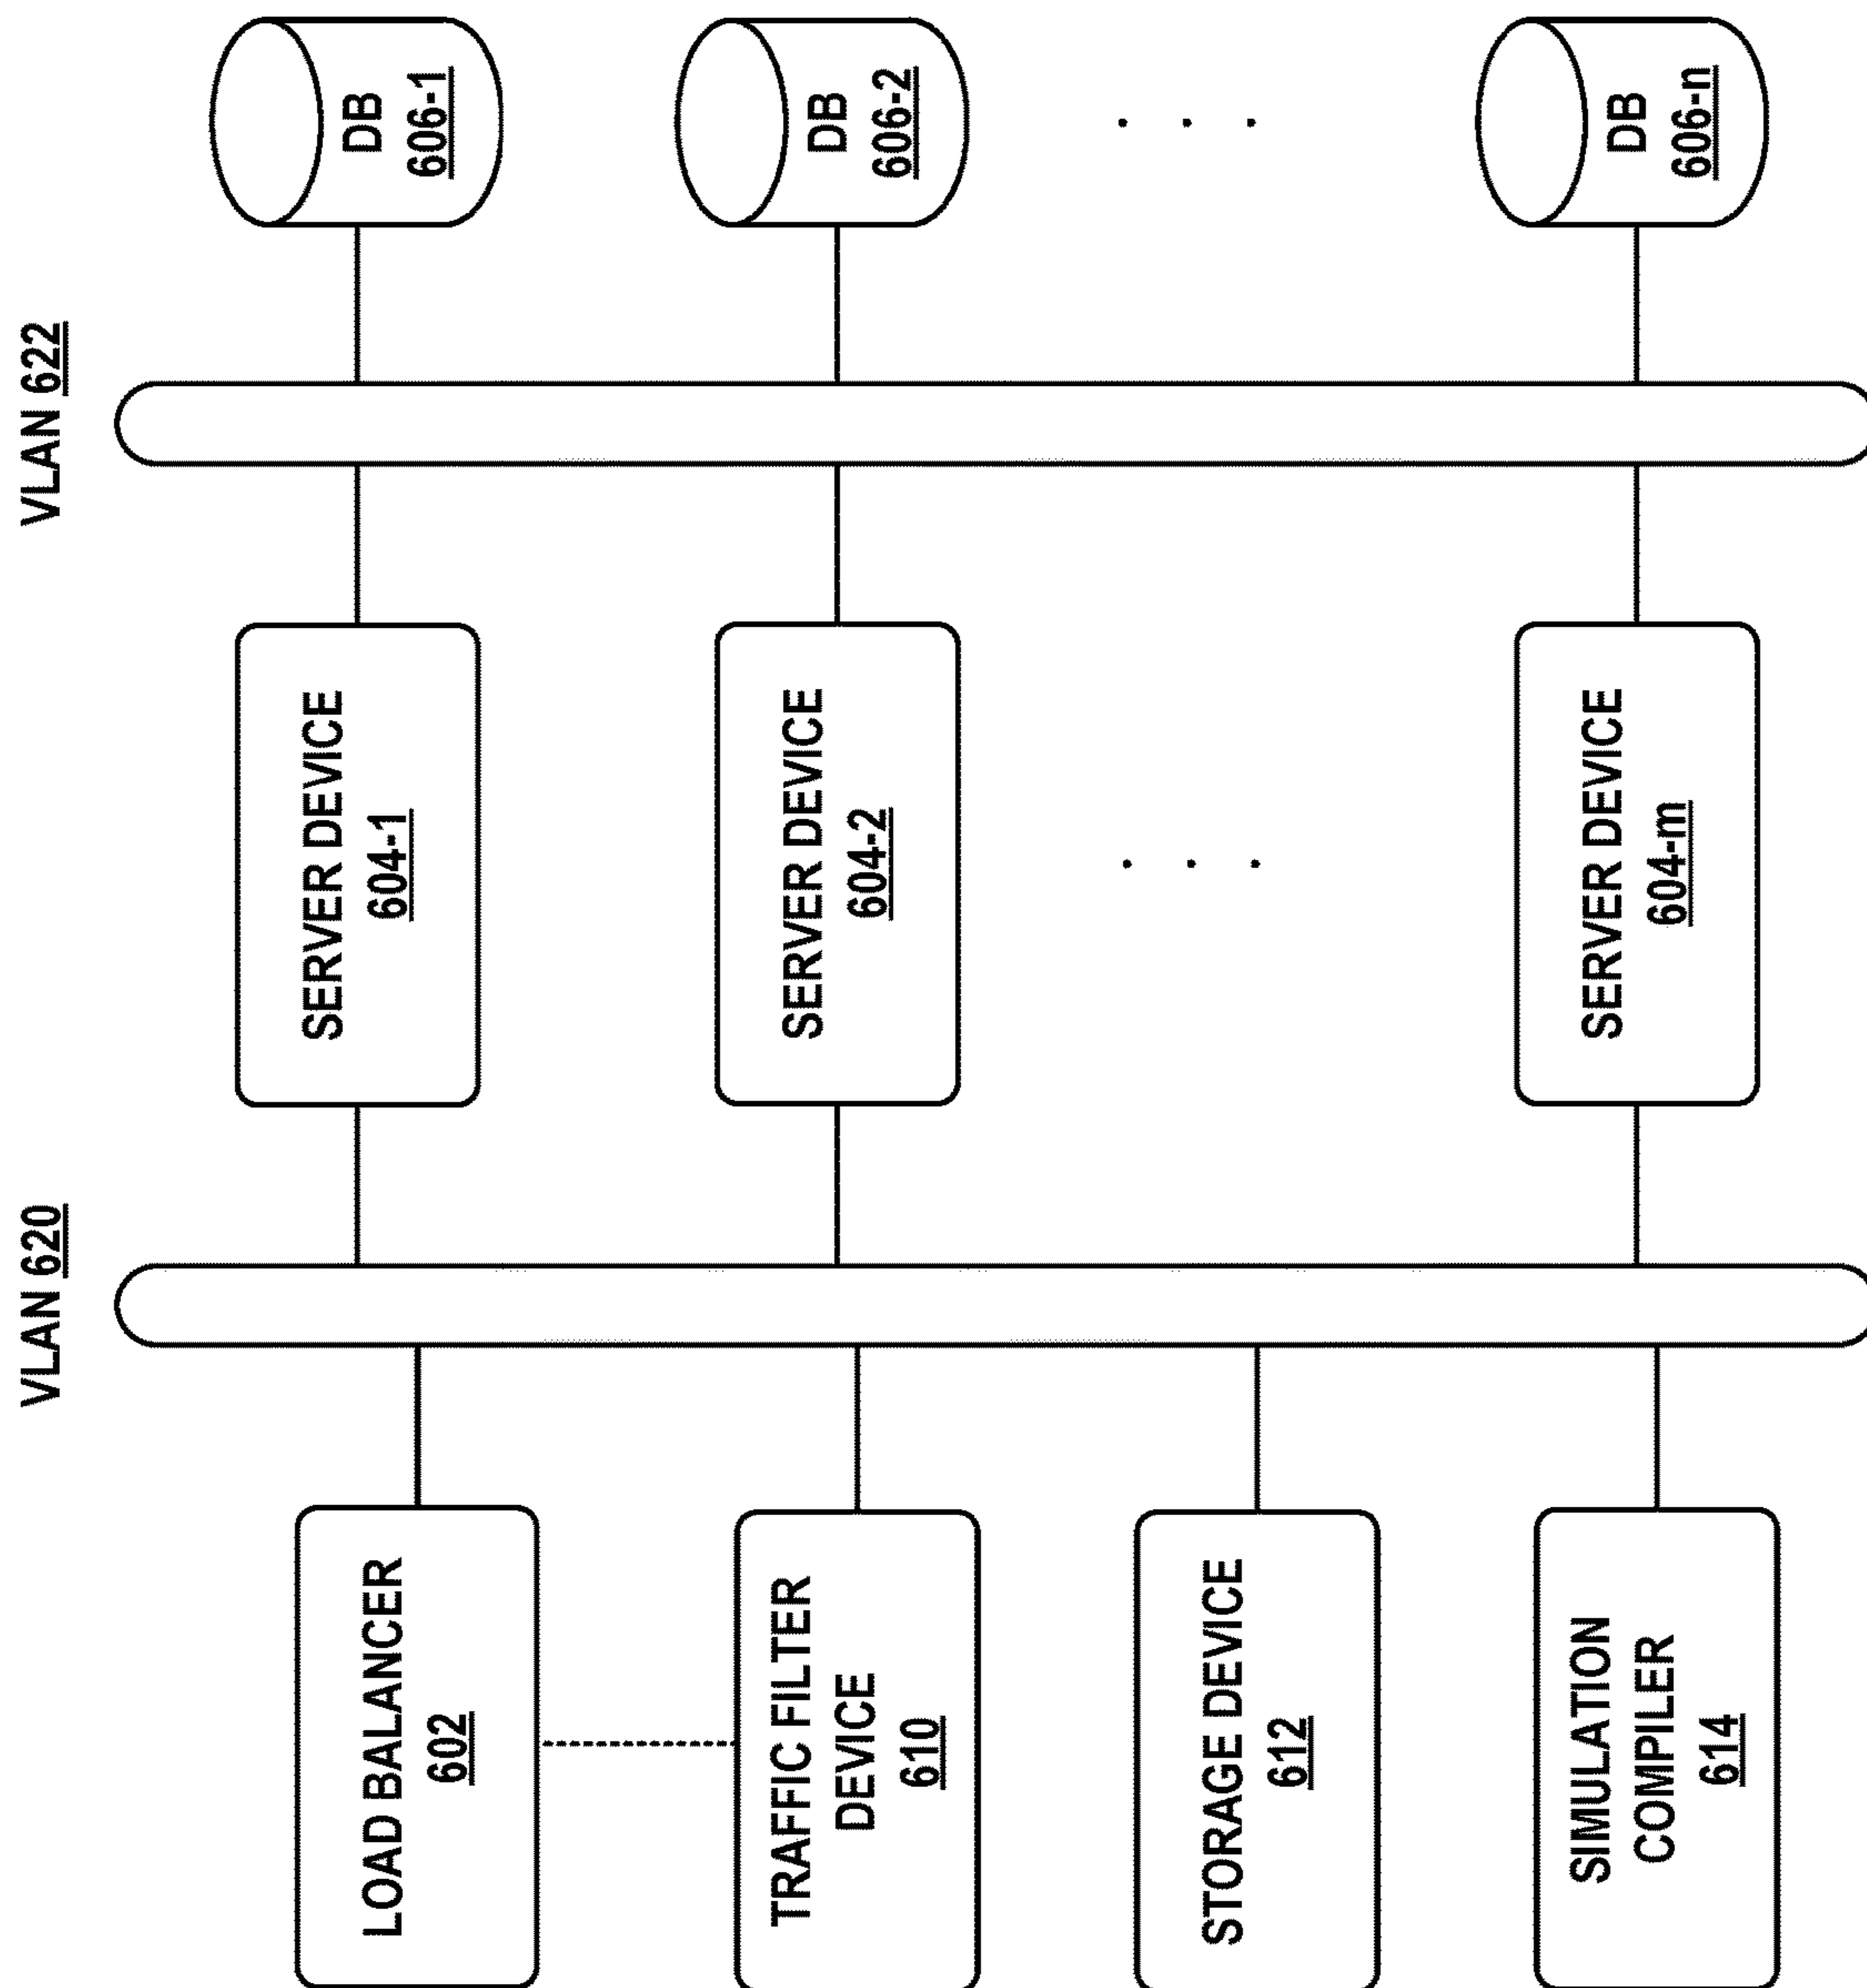 VLAN 620
VLAN 622
LOAD BALANCER
602
TRAFFIC FILTER
DEVICE
610
STORAGE DEVICE
612
SIMULATION
COMPILER
614
SERVER DEVICE
604-1
SERVER DEVICE
604-2
. . .
SERVER DEVICE
604-m
DB
606-1
DB
606-2
. . .
DB
606-n